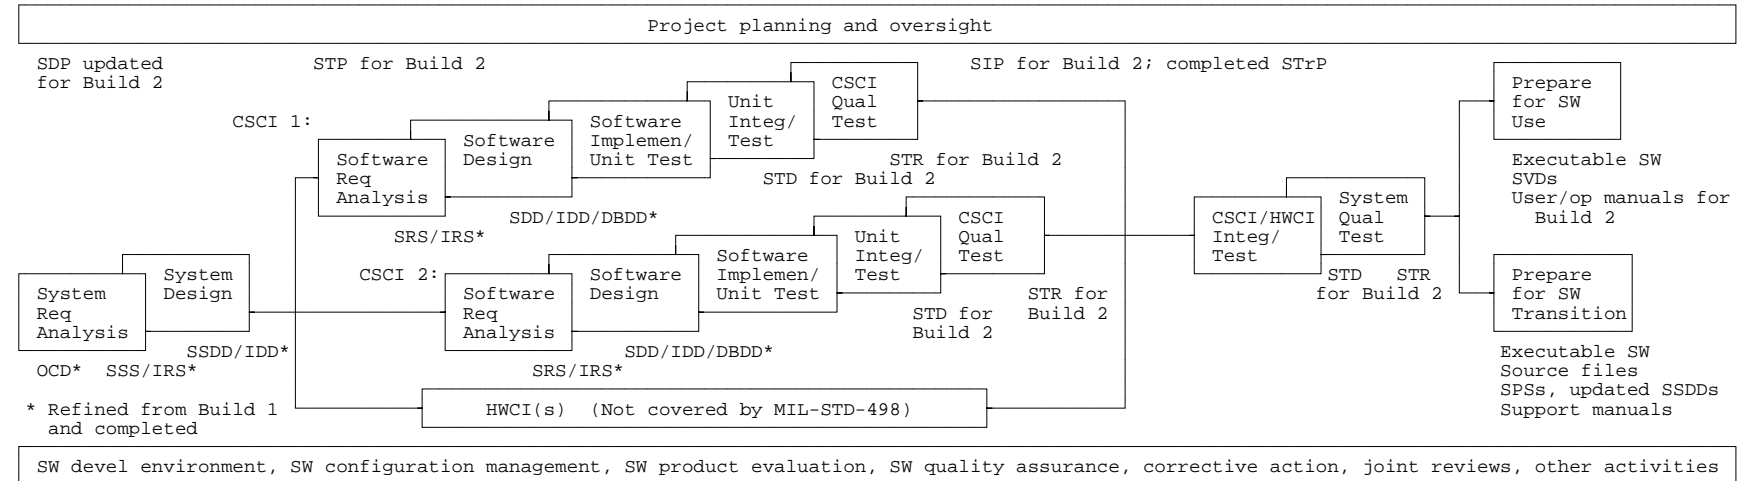 Project planning and oversight
SDP updated
for Build 2
STP for Build 2
SIP for Build 2; completed STrP
CSCI 1:
Software
Req
Analysis
Software
Design
Software
Implemen/
Unit Test
Unit
Integ/
Test
CSCI
Qual
Test
STR for Build 2
STD for Build 2
SDD/IDD/DBDD*
SRS/IRS*
CSCI 2:
Software
Req
Analysis
Software
Design
Software
Implemen/
Unit Test
Unit
Integ/
Test
CSCI
Qual
Test
STR for
Build 2
STD for
Build 2
SDD/IDD/DBDD*
SRS/IRS*
System
Req
Analysis
System
Design
SSDD/IDD*
OCD* SSS/IRS*
* Refined from Build 1
and completed
HWCI(s) (Not covered by MIL-STD-498)
CSCI/HWCI
Integ/
Test
System
Qual
Test
STD STR
for Build 2
Prepare
for SW
Use
Executable SW
SVDs
User/op manuals for
Build 2
Prepare
for SW
Transition
Executable SW
Source files
SPSs, updated SSDDs
Support manuals
SW devel environment, SW configuration management, SW product evaluation, SW quality assurance, corrective action, joint reviews, other activities